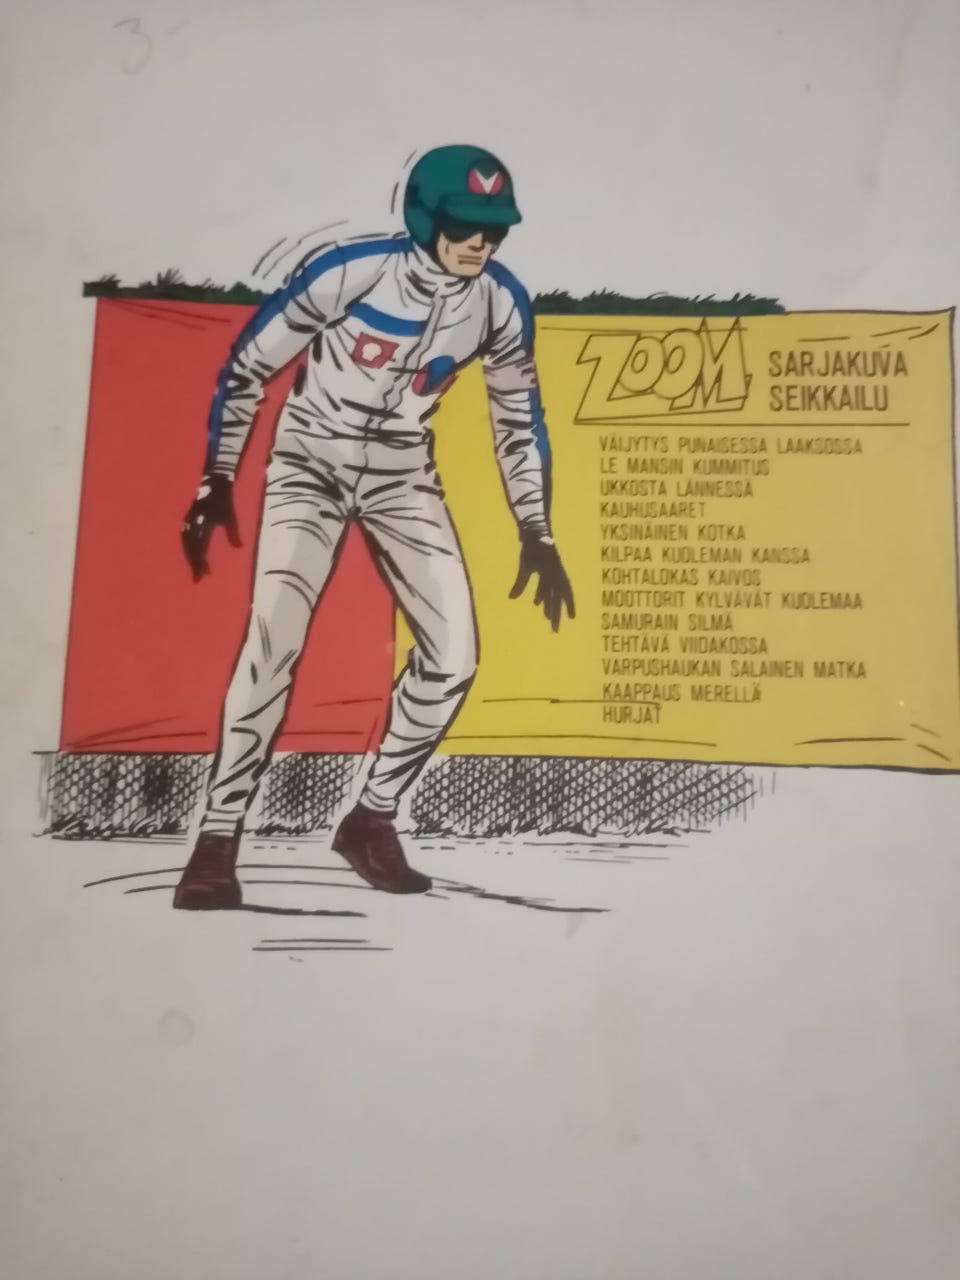 3-
ZOOM
SARJAKUVA
SEIKKAILU
VÄIJYTYS PUNAISESSA LAAKSOSSA
LE MANSIN KUMMITUS
UKKOSTA LÄNNESSÄ
KAUHUSAARET
YKSINÄINEN KOTKA
KILPAA KUOLEMAN KANSSA
KOHTALOKAS KAIVOS
MOOTTORIT KYLVÄVÄT KUOLEMAA
SAMURAIN SILMÄ
TEHTÄVÄ VIIDAKOSSA
VARPUSHAUKAN SALAINEN MATKA
KAAPPAUS MERELLÄ
HURJAT